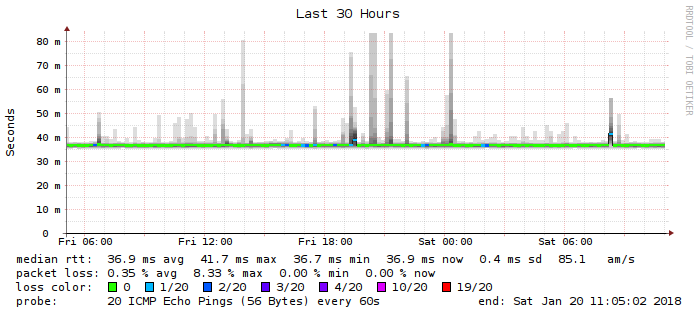 Last 30 Hours
RRDTOOL / TOBI OETIKER
Seconds
80 m
70 m
60 m
50 m
40 m
30 m
20 m
10 m
0
Fri 06:00 Fri 12:00 Fri 18:00 Sat 00:00 Sat 06:00
median rtt: 36.9 ms avg 41.7 ms max 36.7 ms min 36.9 ms now 0.4 ms sd 85.1 am/s
packet loss: 0.35 % avg 8.33 % max 0.00 % min 0.00 % now
loss color: 0 1/20 2/20 3/20 4/20 10/20 19/20
probe: 20 ICMP Echo Pings (56 Bytes) every 60s end: Sat Jan 20 11:05:02 2018